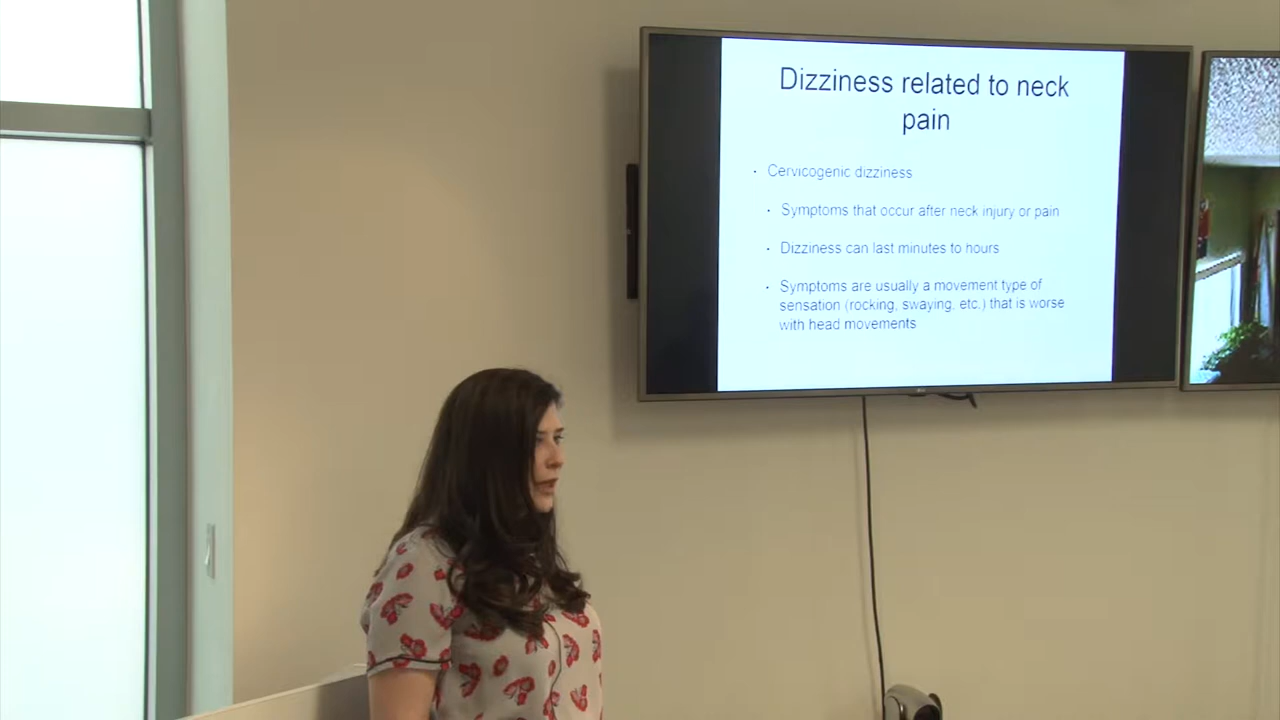 Dizziness related to neck
pain
· Cervicogenic dizziness
· Symptoms that occur after neck injury or pain
· Dizziness can last minutes to hours
· Symptoms are usually a movement type of
sensation (rocking, swaying, etc.) that is worse
with head movements